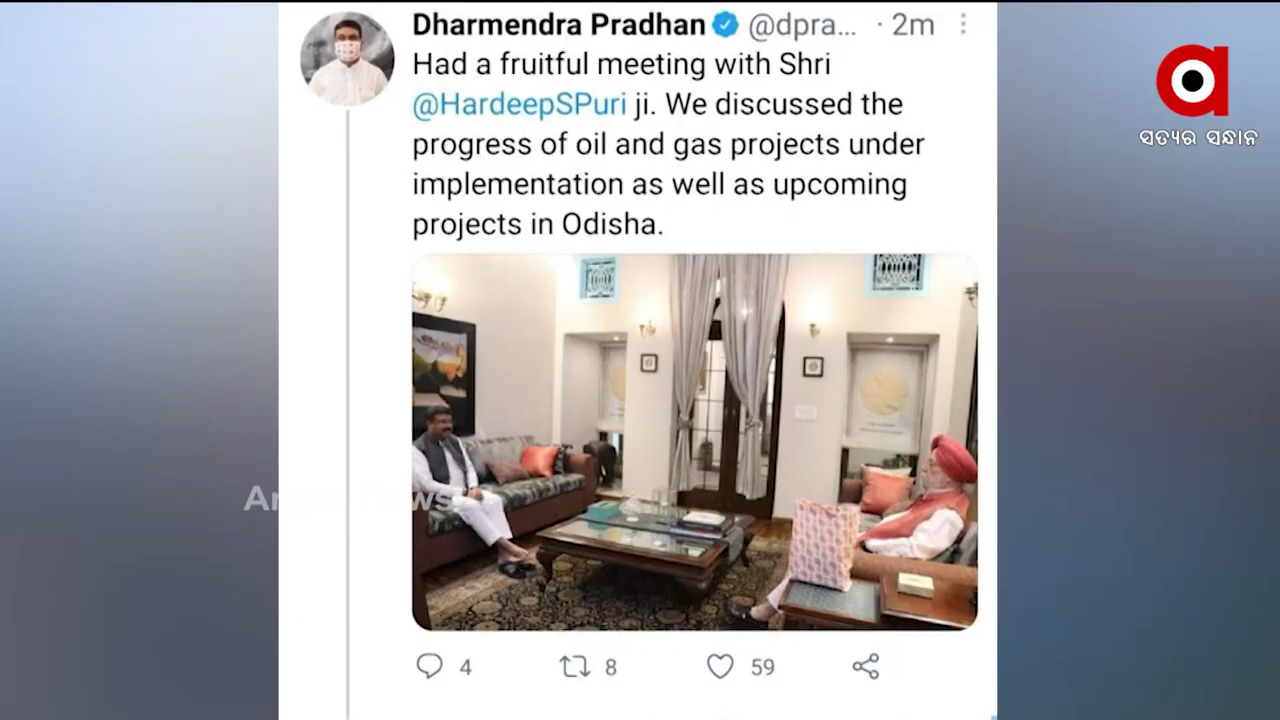 Dharmendra Pradhan @dpra... · 2m
Had a fruitful meeting with Shri
@HardeepSPuri ji. We discussed the
progress of oil and gas projects under
implementation as well as upcoming
projects in Odisha.
ସତ୍ୟର ସନ୍ଧାନ
4 8 59